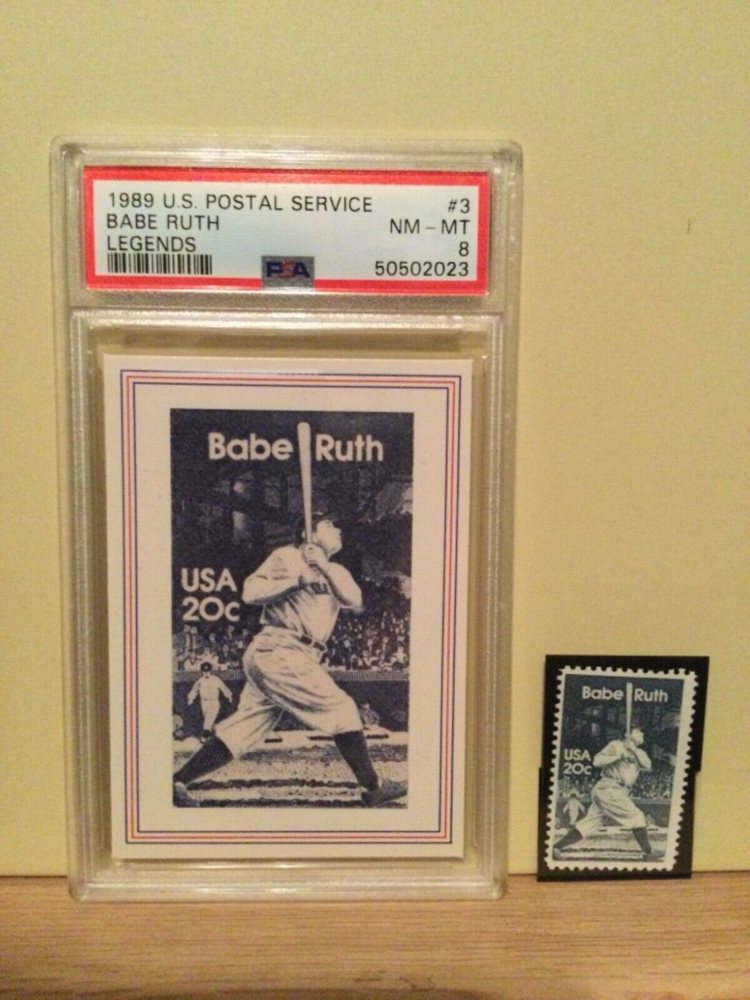 1989 U.S. POSTAL SERVICE #3
BABE RUTH NM - MT
LEGENDS 8
PSA 50502023
Babe Ruth
USA
20c
Babe Ruth
USA
20c